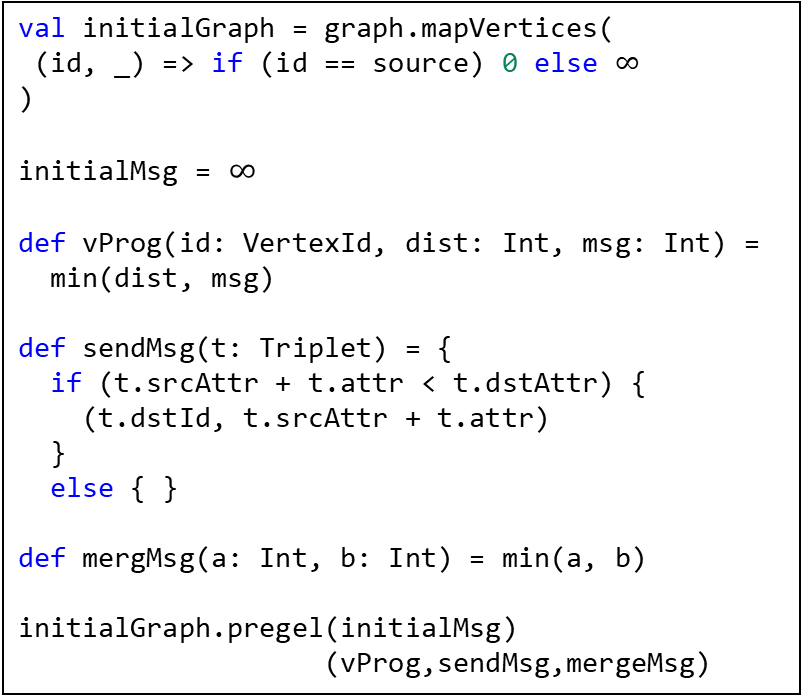 val initialGraph = graph.mapVertices(
 (id, _) => if (id == source) 0 else ∞
)
initialMsg = ∞
def vProg(id: VertexId, dist: Int, msg: Int) =
  min(dist, msg)
def sendMsg(t: Triplet) = {
  if (t.srcAttr + t.attr < t.dstAttr) {
    (t.dstId, t.srcAttr + t.attr)
  }
  else { }
def mergMsg(a: Int, b: Int) = min(a, b)
initialGraph.pregel(initialMsg)
                   (vProg,sendMsg,mergeMsg)